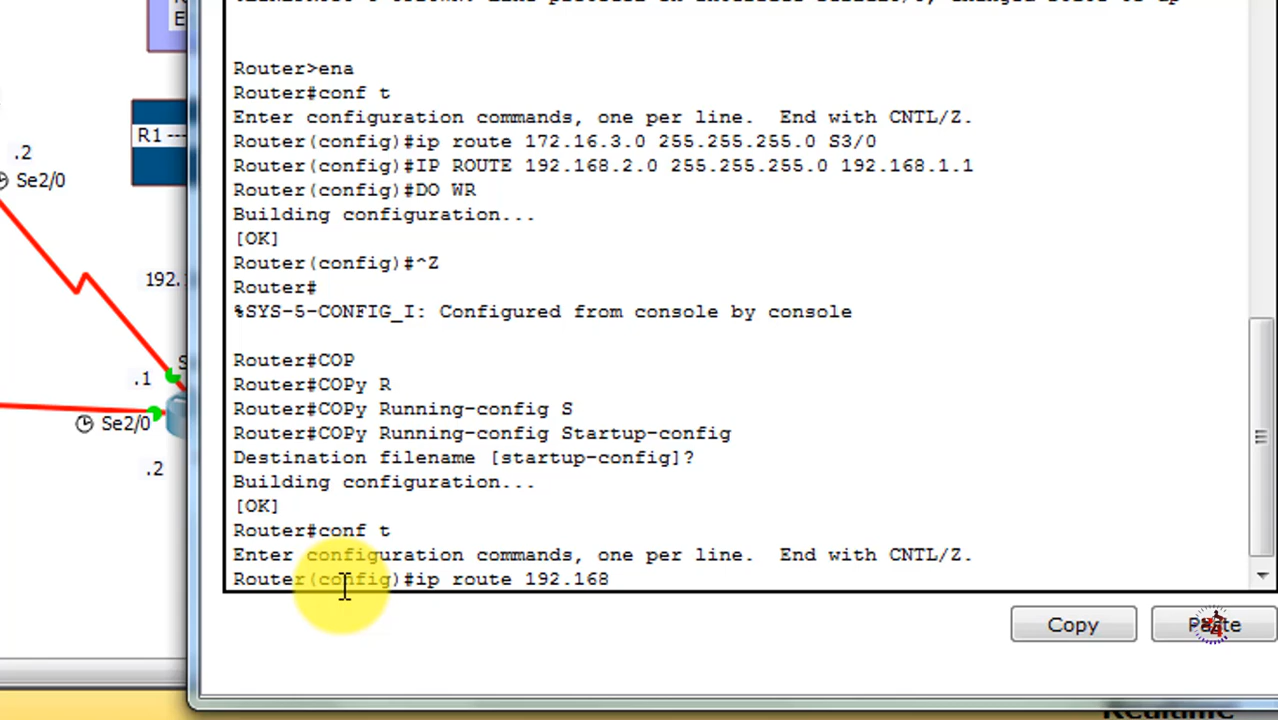 E
R1 ---
.2
Se2/0
192.
.1
S
Se2/0
.2
Router>ena
Router#conf t
Enter configuration commands, one per line.  End with CNTL/Z.
Router(config)#ip route 172.16.3.0 255.255.255.0 S3/0
Router(config)#IP ROUTE 192.168.2.0 255.255.255.0 192.168.1.1
Router(config)#DO WR
Building configuration...
[OK]
Router(config)#^Z
Router#
%SYS-5-CONFIG_I: Configured from console by console
Router#COP
Router#COPy R
Router#COPy Running-config S
Router#COPy Running-config Startup-config
Destination filename [startup-config]?
Building configuration...
[OK]
Router#conf t
Enter configuration commands, one per line.  End with CNTL/Z.
Router(config)#ip route 192.168
Copy
Paste